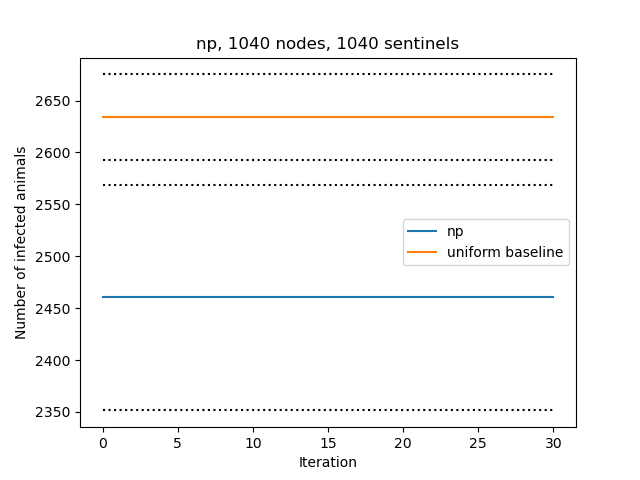 np, 1040 nodes, 1040 sentinels
Number of infected animals
2650
2600
2550
2500
2450
2400
2350
np
uniform baseline
0 5 10 15 20 25 30
Iteration